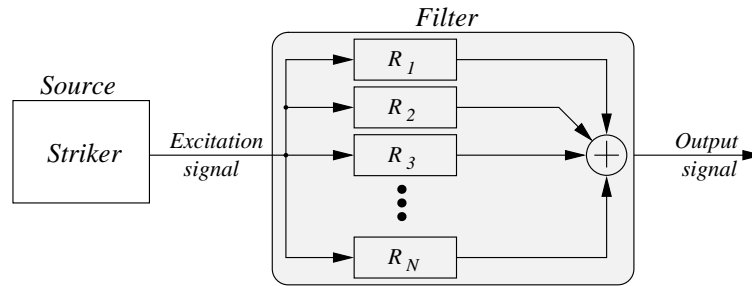 Filter
Source
Striker
Excitation
signal
R 1
R 2
R 3
R N
Output
signal